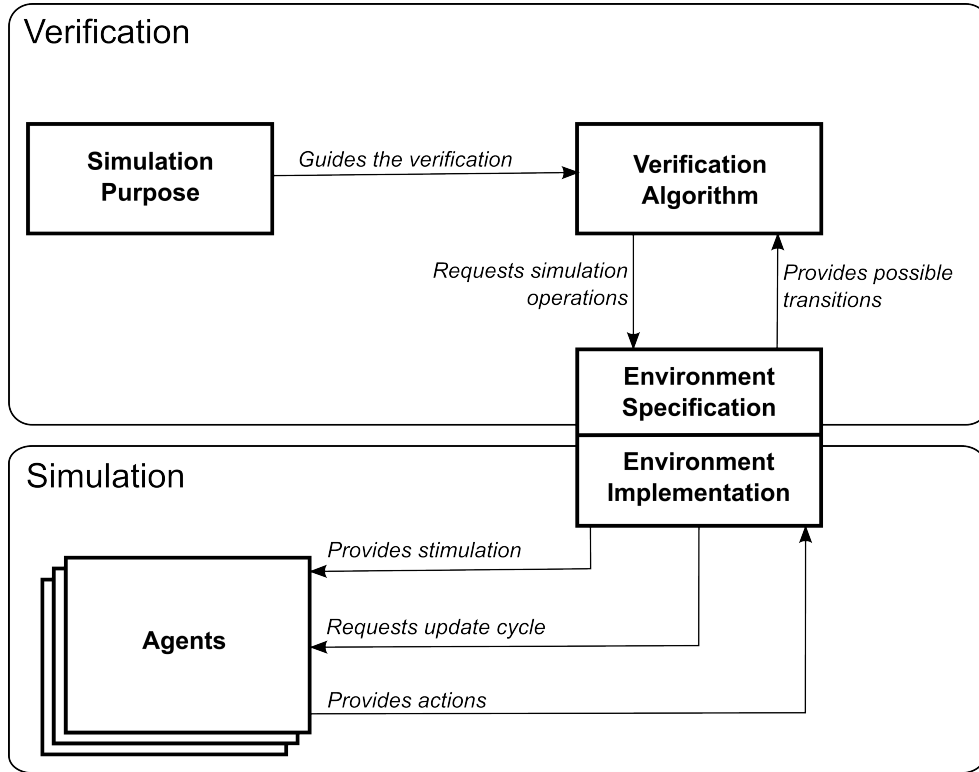 Verification
Simulation
Purpose
Guides the verification
Verification
Algorithm
Requests simulation
operations
Provides possible
transitions
Environment
Specification
Simulation
Environment
Implementation
Provides stimulation
Agents
Requests update cycle
Provides actions